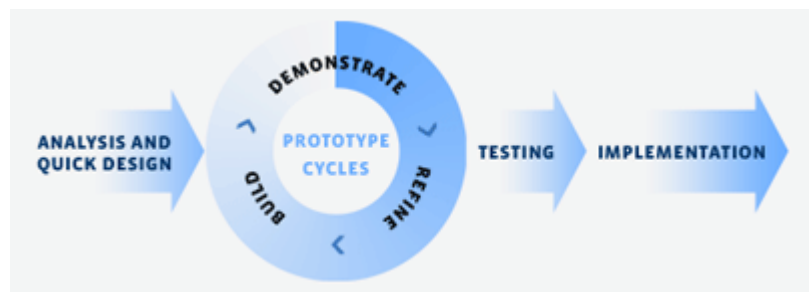 ANALYSIS AND
QUICK DESIGN
DEMONSTRATE
REFINE
BUILD
PROTOTYPE
CYCLES
TESTING
IMPLEMENTATION